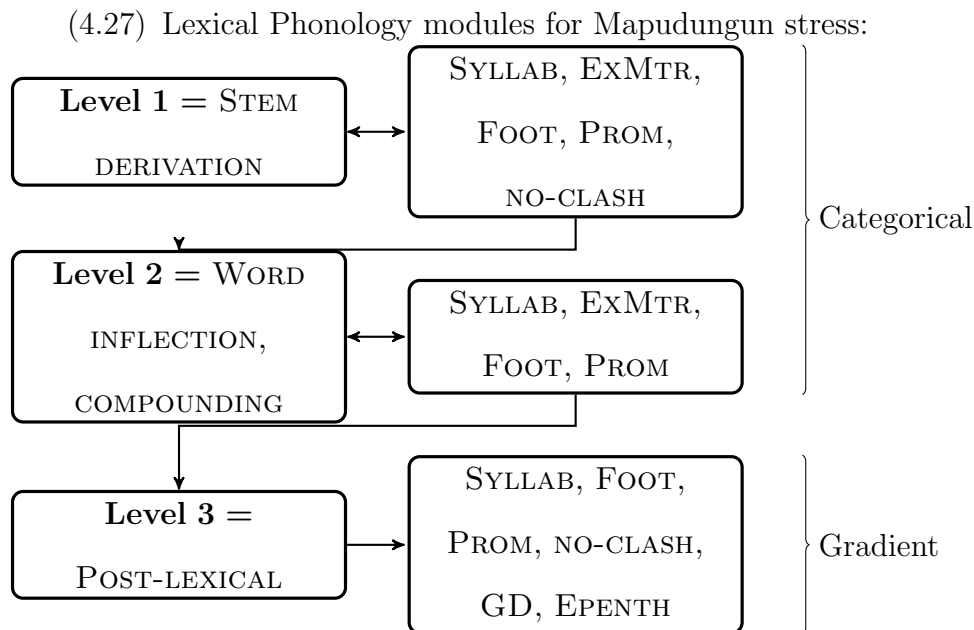 (4.27) Lexical Phonology modules for Mapudungun stress:
Level 1 = STEM
DERIVATION
SYLLAB, EXMTR,
FOOT, PROM,
NO-CLASH
Categorical
Level 2 = WORD
INFLECTION,
COMPOUNDING
SYLLAB, EXMTR,
FOOT, PROM
Level 3 =
POST-LEXICAL
SYLLAB, FOOT,
PROM, NO-CLASH,
GD, EPENTH
Gradient